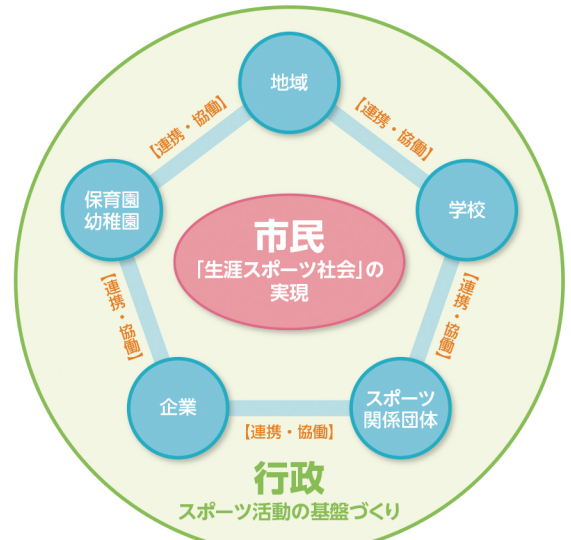 地域
【連携・協働】
【連携・協働】
保育園
幼稚園
学校
市民
「生涯スポーツ社会」の
実現
【連携・協働】
【連携・協働】
企業
スポーツ
関係団体
【連携・協働】
行政
スポーツ活動の基盤づくり